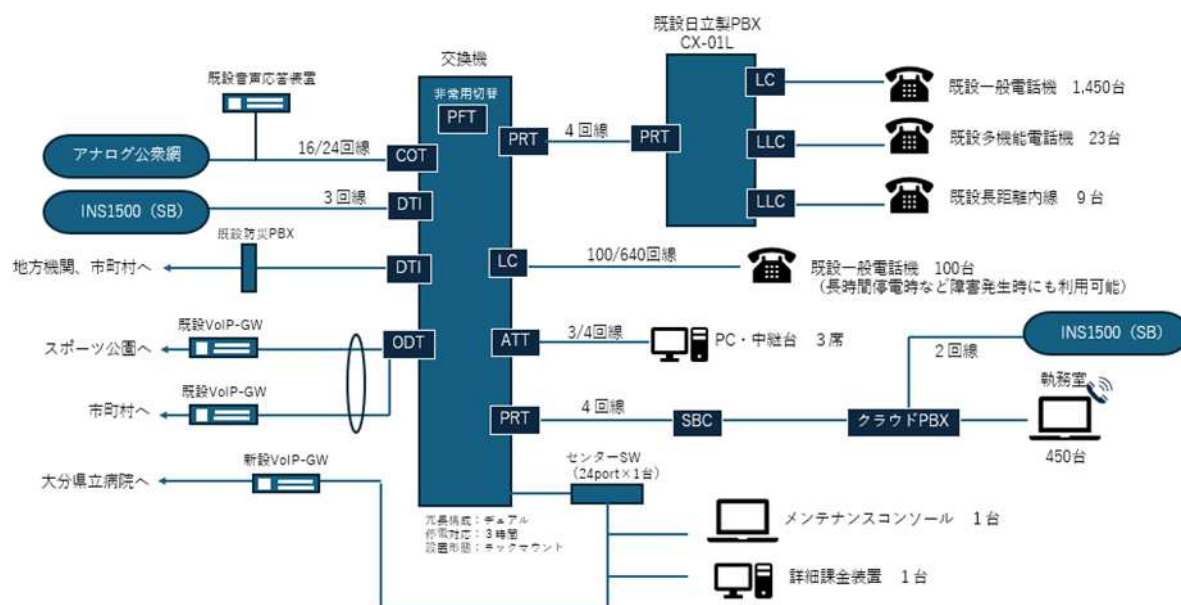 既設日立製PBX
CX-01L
交換機
既設音声応答装置
非常用切替
PFT
LC
既設一般電話機 1,450台
アナログ公衆網
16/24回線
COT
PRT
4回線
PRT
LLC
既設多機能電話機 23台
INS1500（SB）
3回線
DTI
LLC
既設長距離内線 9台
既設防災PBX
地方機関、市町村へ
DTI
LC
100/640回線
既設一般電話機 100台
（長時間停電時など障害発生時にも利用可能）
既設VoIP-GW
スポーツ公園へ
ODT
ATT
3/4回線
PC・中継台 3席
INS1500（SB）
2回線
既設VoIP-GW
市町村へ
PRT
4回線
SBC
クラウドPBX
執務室
450台
新設VoIP-GW
大分県立病院へ
センターSW
（24port×1台）
冗長構成：デュアル
停電対応：3時間
設置形態：ラックマウント
メンテナンスコンソール 1台
詳細課金装置 1台